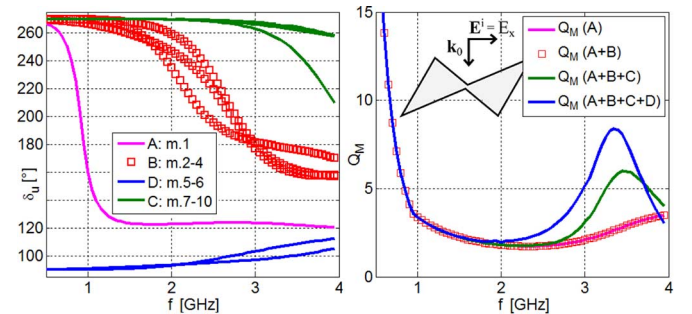 260
240
220
200
180
160
140
120
100
δu [°]
A: m.1
B: m.2-4
D: m.5-6
C: m.7-10
1
2
3
4
f [GHz]
15
10
5
0
QM
Eⁱ = Eₓ
k₀
QM (A)
QM (A+B)
QM (A+B+C)
QM (A+B+C+D)
1
2
3
4
f [GHz]